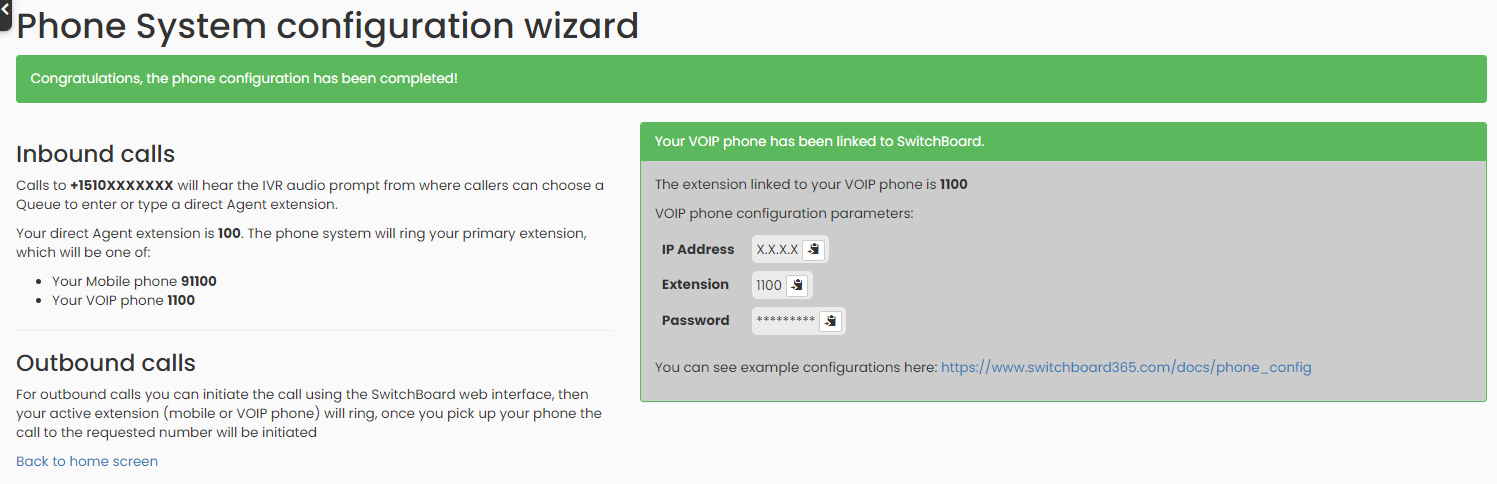 Phone System configuration wizard
Congratulations, the phone configuration has been completed!
Inbound calls
Calls to +1510XXXXXXX will hear the IVR audio prompt from where callers can choose a
Queue to enter or type a direct Agent extension.
Your direct Agent extension is 100. The phone system will ring your primary extension,
which will be one of:
• Your Mobile phone 91100
• Your VOIP phone 1100
Outbound calls
For outbound calls you can initiate the call using the SwitchBoard web interface, then
your active extension (mobile or VOIP phone) will ring, once you pick up your phone the
call to the requested number will be initiated
Back to home screen
Your VOIP phone has been linked to SwitchBoard.
The extension linked to your VOIP phone is 1100
VOIP phone configuration parameters:
IP Address X.X.X.X
Extension 1100
Password *********
You can see example configurations here: https://www.switchboard365.com/docs/phone_config